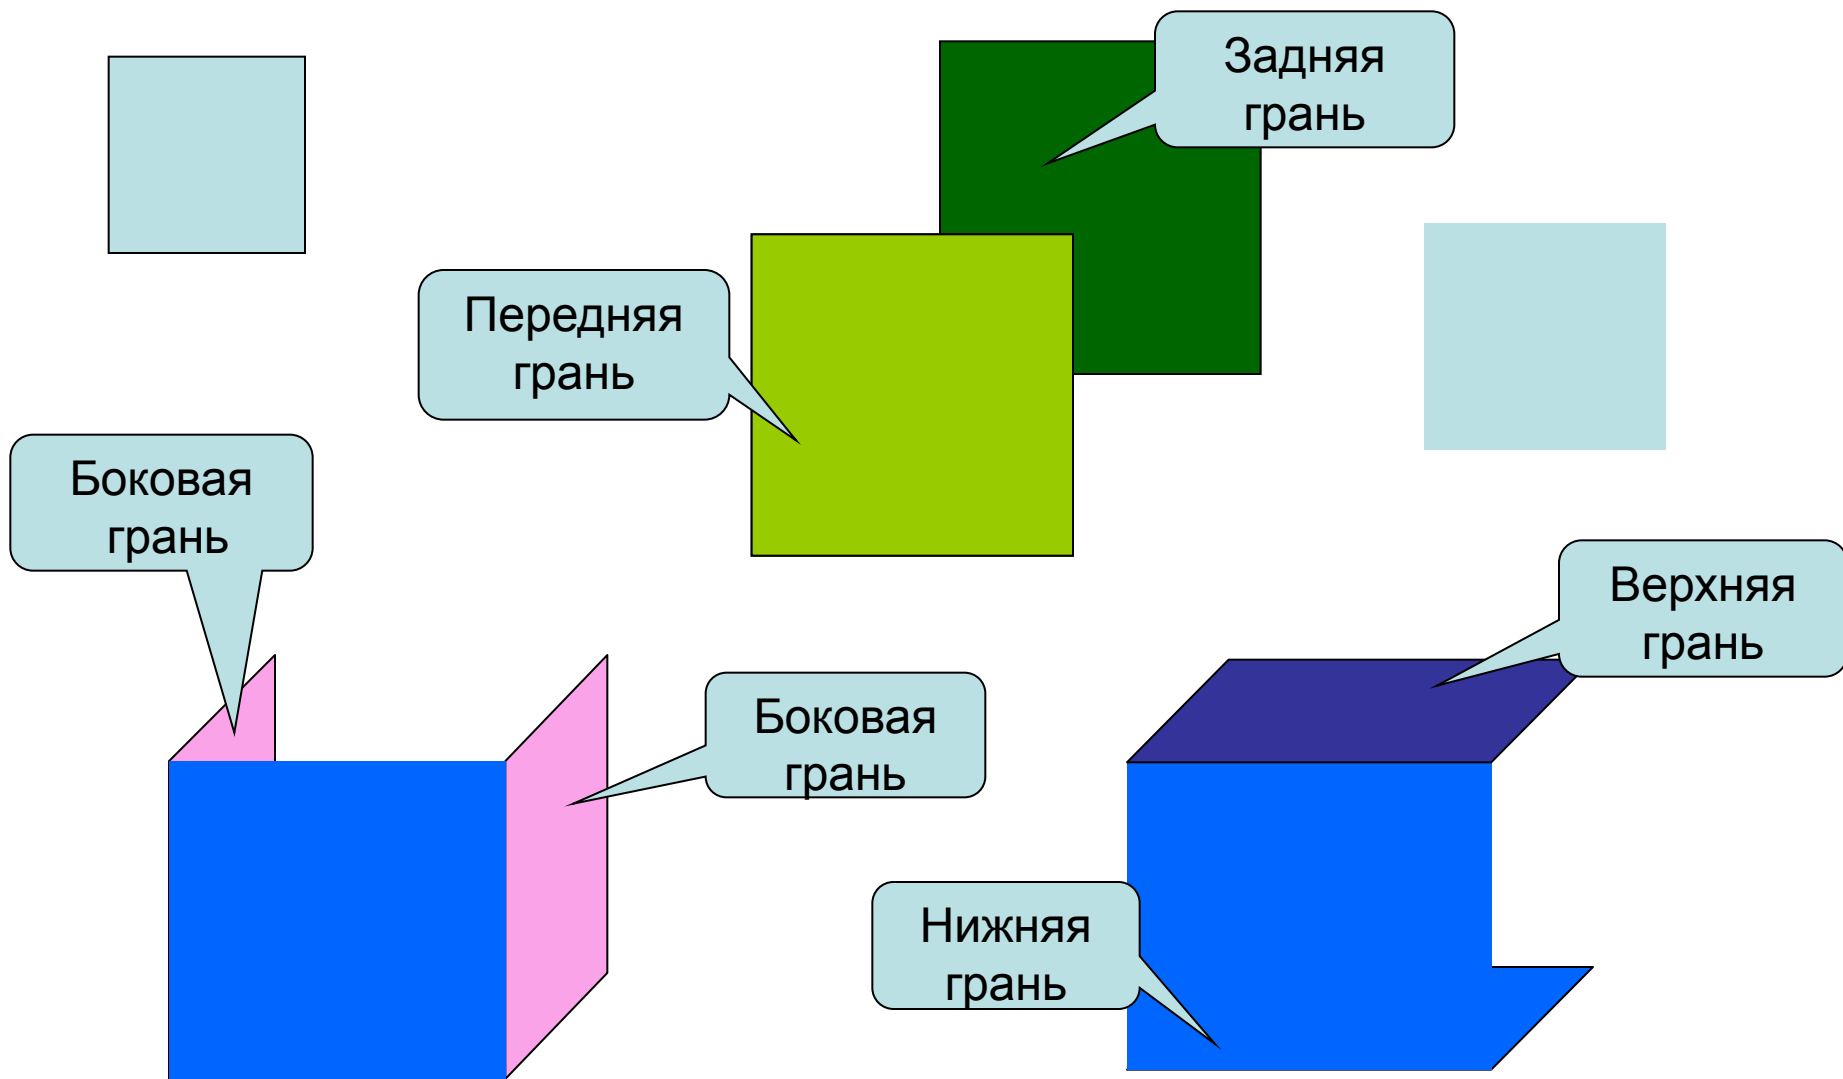 Задняя
грань
Передняя
грань
Боковая
грань
Верхняя
грань
Боковая
грань
Нижняя
грань